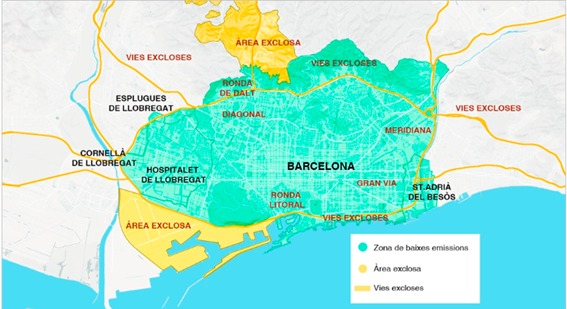 ÀREA EXCLOSA
VIES EXCLOSES
VIES EXCLOSES
RONDA
DE DALT
ESPLUGUES
DE LLOBREGAT
DIAGONAL
VIES EXCLOSES
MERIDIANA
CORNELLÀ
DE LLOBREGAT
HOSPITALET
DE LLOBREGAT
BARCELONA
GRAN VIA
ST.ADRIÀ
DEL BESÒS
RONDA
LITORAL
VIES EXCLOSES
ÀREA EXCLOSA
Zona de baixes emissions
Àrea exclosa
Vies excloses